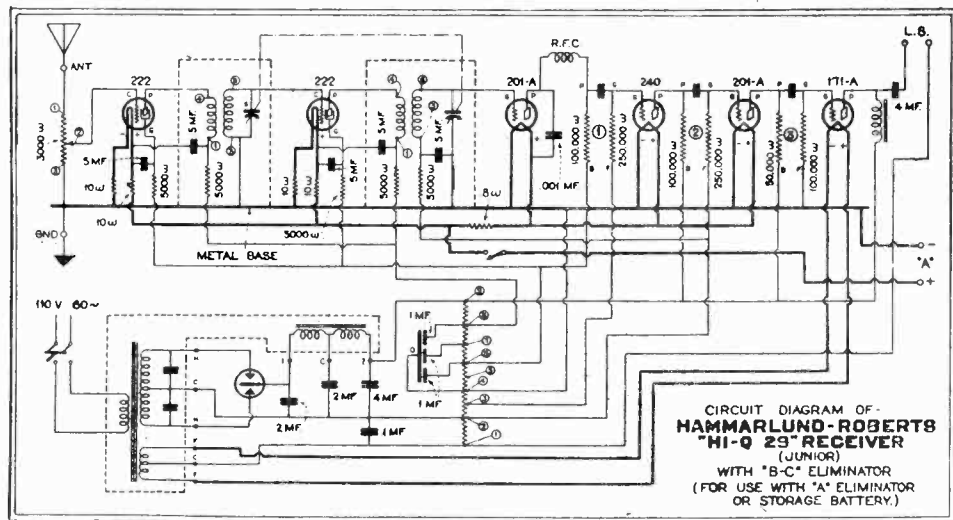 R.F.C.
L.S.
ANT
222
222
201-A
240
201-A
171-A
4 MF.
3000 ω
.5 MF
10 ω
5000 ω
.5 MF.
5000 ω
10 ω
.5 MF
5000 ω
.5 MF.
5000 ω
8 ω
.001 MF
100,000 ω
250,000 ω
100,000 ω
250,000 ω
50,000 ω
100,000 ω
10 ω
5000 ω
GND
METAL BASE
"A"
110 V 60~
1 MF.
1 MF
1 MF
2 MF
2 MF
4 MF
1 MF
CIRCUIT DIAGRAM OF-
HAMMARLUND-ROBERTS
"HI-Q 29" RECEIVER
(JUNIOR)
WITH "B-C" ELIMINATOR
(FOR USE WITH "A" ELIMINATOR
OR STORAGE BATTERY.)